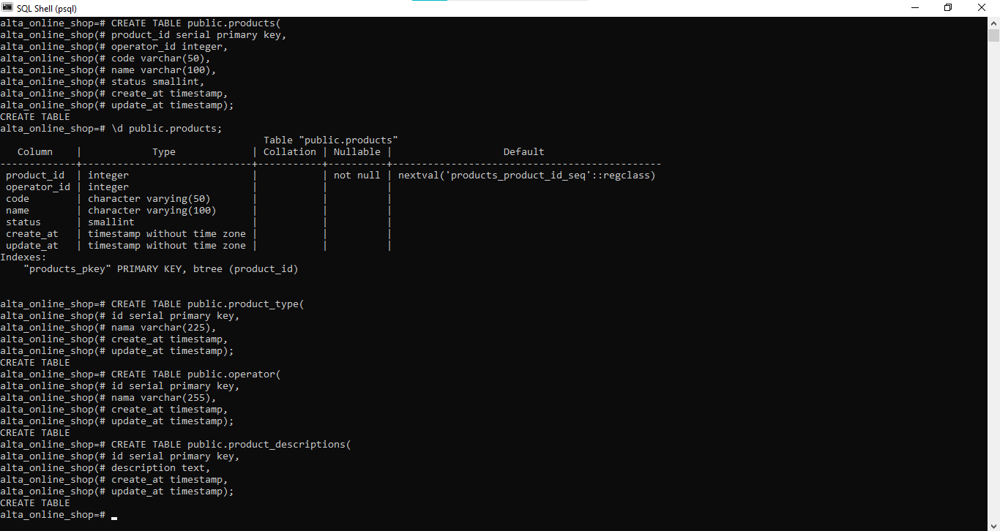 SQL Shell (psql)
alta_online_shop=# CREATE TABLE public.products(
alta_online_shop(# product_id serial primary key,
alta_online_shop(# operator_id integer,
alta_online_shop(# code varchar(50),
alta_online_shop(# name varchar(100),
alta_online_shop(# status smallint,
alta_online_shop(# create_at timestamp,
alta_online_shop(# update_at timestamp);
CREATE TABLE
alta_online_shop=# \d public.products;
                                             Table "public.products"
   Column    |            Type             | Collation | Nullable |                   Default
-------------+-----------------------------+-----------+----------+----------------------------------------------
 product_id  | integer                     |           | not null | nextval('products_product_id_seq'::regclass)
 operator_id | integer                     |           |          |
 code        | character varying(50)       |           |          |
 name        | character varying(100)      |           |          |
 status      | smallint                    |           |          |
 create_at   | timestamp without time zone |           |          |
 update_at   | timestamp without time zone |           |          |
Indexes:
    "products_pkey" PRIMARY KEY, btree (product_id)
alta_online_shop=# CREATE TABLE public.product_type(
alta_online_shop(# id serial primary key,
alta_online_shop(# nama varchar(225),
alta_online_shop(# create_at timestamp,
alta_online_shop(# update_at timestamp);
CREATE TABLE
alta_online_shop=# CREATE TABLE public.operator(
alta_online_shop(# id serial primary key,
alta_online_shop(# nama varchar(255),
alta_online_shop(# create_at timestamp,
alta_online_shop(# update_at timestamp);
CREATE TABLE
alta_online_shop=# CREATE TABLE public.product_descriptions(
alta_online_shop(# id serial primary key,
alta_online_shop(# description text,
alta_online_shop(# create_at timestamp,
alta_online_shop(# update_at timestamp);
CREATE TABLE
alta_online_shop=#